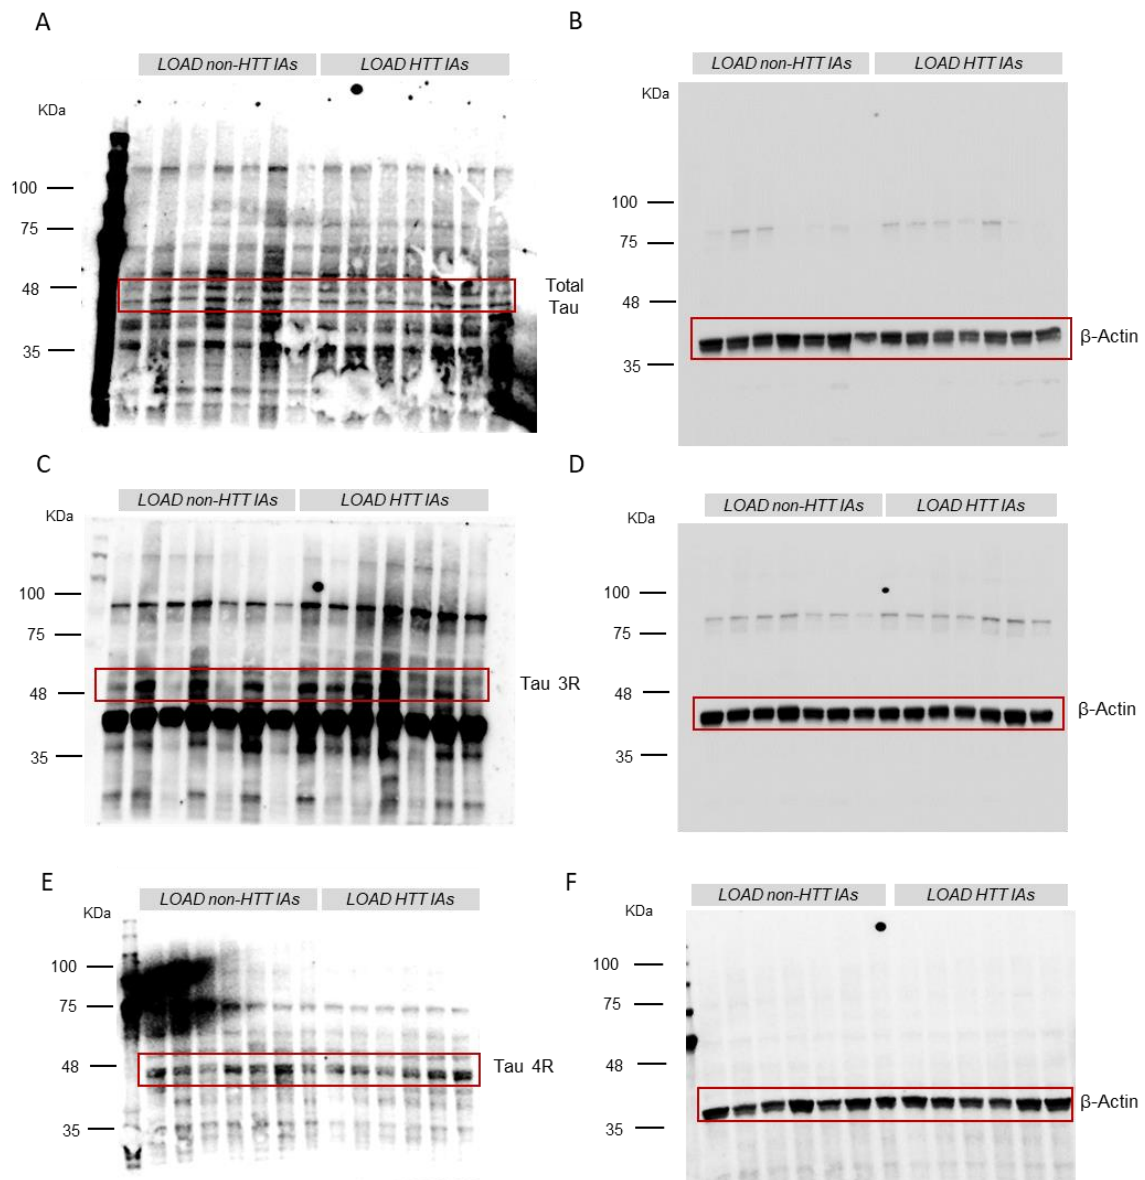 A
LOAD non-HTT IAs LOAD HTT IAs
KDa
100
75
48
35
Total
Tau
B
LOAD non-HTT IAs LOAD HTT IAs
KDa
100
75
48
35
β-Actin
C
LOAD non-HTT IAs LOAD HTT IAs
KDa
100
75
48
35
Tau 3R
D
LOAD non-HTT IAs LOAD HTT IAs
KDa
100
75
48
35
β-Actin
E
LOAD non-HTT IAs LOAD HTT IAs
KDa
100
75
48
35
Tau 4R
F
LOAD non-HTT IAs LOAD HTT IAs
KDa
100
75
48
35
β-Actin